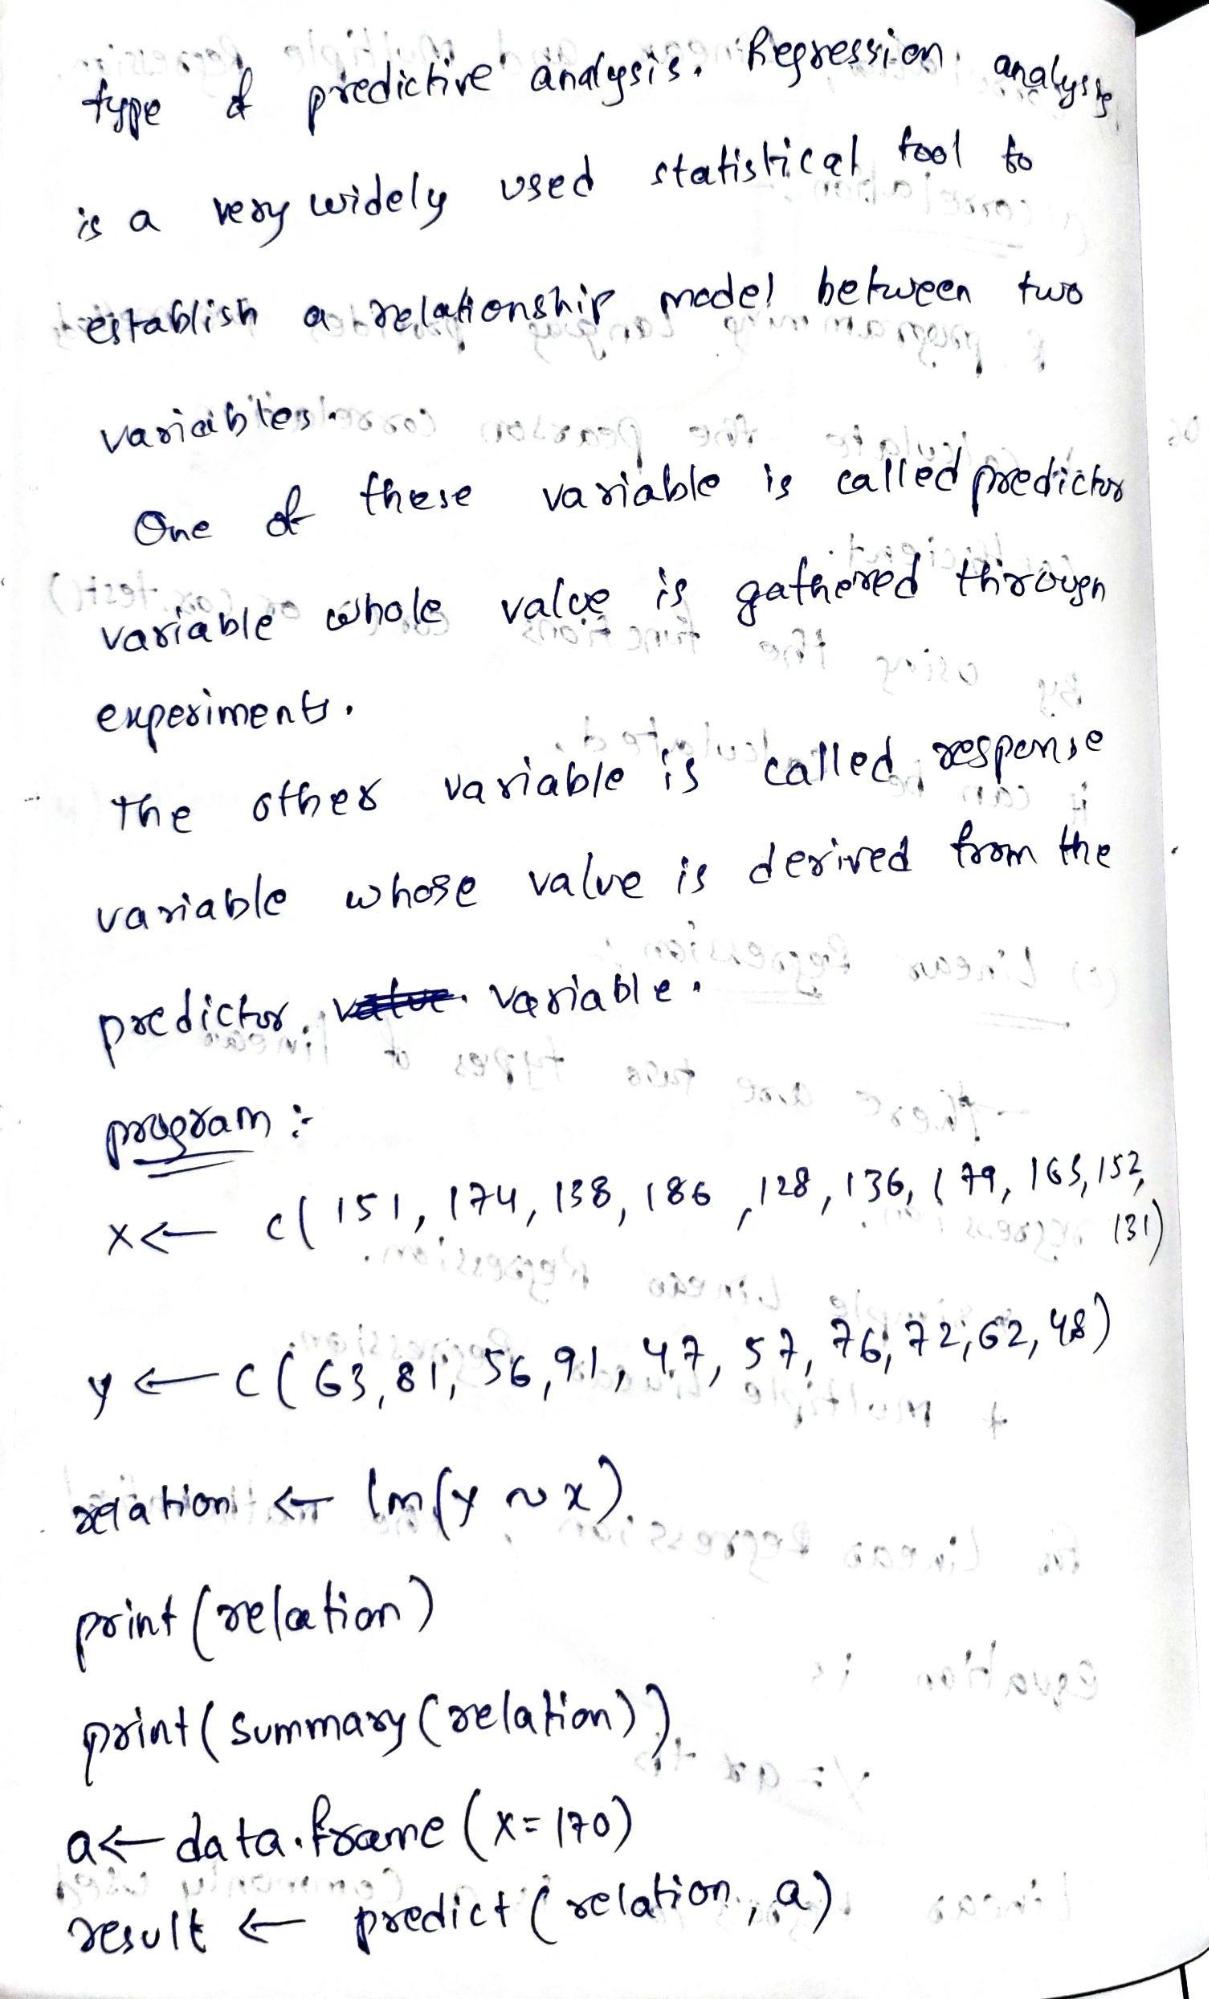 type of predictive analysis. Regression analysis
is a very widely used statistical tool to
establish a relationship model between two
variables.
One of these variable is called predictor
variable whole value is gathered through
experiments.
The other variable is called response
variable whose value is derived from the
predictor variable.
program :-
x <- c( 151, 174, 138, 186, 128, 136, 179, 163, 152,
131)
y <- c( 63, 81, 56, 91, 47, 57, 76, 72, 62, 48)
relation <- lm(y ~ x)
print (relation)
print (summary (relation))
a <- data.frame (x = 170)
result <- predict (relation, a)